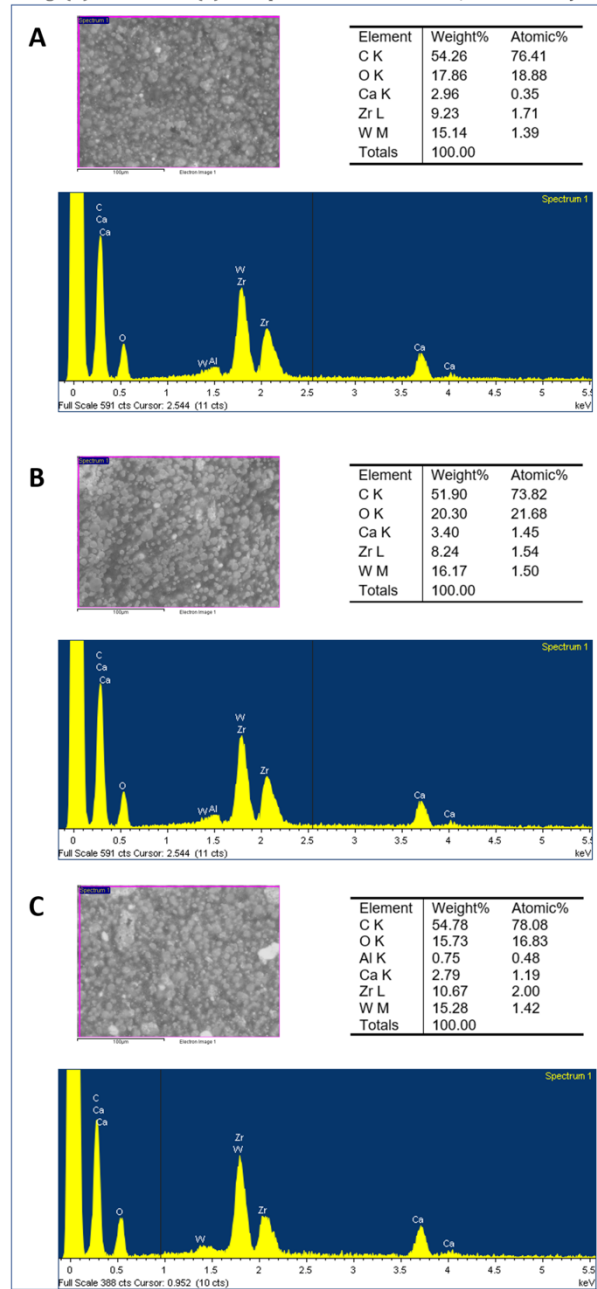 A
Spectrum 1
100µm Electron Image 1
Element Weight% Atomic%
C K 54.26 76.41
O K 17.86 18.88
Ca K 2.96 0.35
Zr L 9.23 1.71
W M 15.14 1.39
Totals 100.00
Spectrum 1
C
Ca
Ca
O
W Al
W
Zr
Zr
Ca
Ca
0 0.5 1 1.5 2 2.5 3 3.5 4 4.5 5 5.5
Full Scale 591 cts Cursor: 2.544 (11 cts) keV
B
Spectrum 1
100µm Electron Image 1
Element Weight% Atomic%
C K 51.90 73.82
O K 20.30 21.68
Ca K 3.40 1.45
Zr L 8.24 1.54
W M 16.17 1.50
Totals 100.00
Spectrum 1
C
Ca
Ca
O
W Al
W
Zr
Zr
Ca
Ca
0 0.5 1 1.5 2 2.5 3 3.5 4 4.5 5 5.5
Full Scale 591 cts Cursor: 2.544 (11 cts) keV
C
Spectrum 1
100µm Electron Image 1
Element Weight% Atomic%
C K 54.78 78.08
O K 15.73 16.83
Al K 0.75 0.48
Ca K 2.79 1.19
Zr L 10.67 2.00
W M 15.28 1.42
Totals 100.00
Spectrum 1
C
Ca
Ca
O
W
Zr
W
Zr
Ca
Ca
0 0.5 1 1.5 2 2.5 3 3.5 4 4.5 5 5.5
Full Scale 388 cts Cursor: 0.952 (10 cts) keV